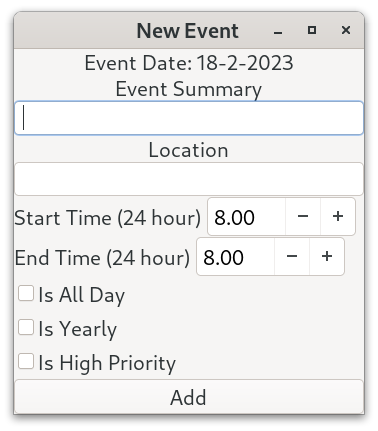 New Event
Event Date: 18-2-2023
Event Summary
Location
Start Time (24 hour) 8.00
End Time (24 hour) 8.00
Is All Day
Is Yearly
Is High Priority
Add